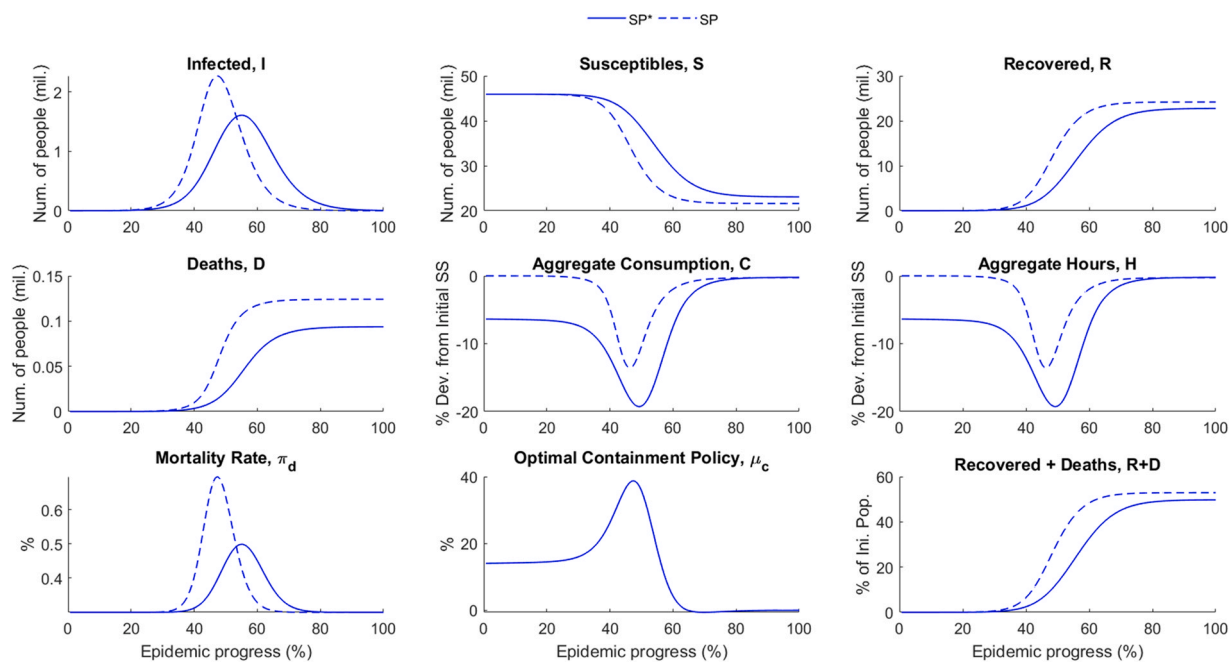 SP* SP
Infected, I
Num. of people (mil.)
2
1
0
0 20 40 60 80 100
Susceptibles, S
Num. of people (mil.)
50
40
30
20
0 20 40 60 80 100
Recovered, R
Num. of people (mil.)
30
20
10
0
0 20 40 60 80 100
Deaths, D
Num. of people (mil.)
0.15
0.1
0.05
0
0 20 40 60 80 100
Aggregate Consumption, C
% Dev. from Initial SS
0
-10
-20
0 20 40 60 80 100
Aggregate Hours, H
% Dev. from Initial SS
0
-10
-20
0 20 40 60 80 100
Mortality Rate, π_d
%
0.6
0.5
0.4
0 20 40 60 80 100
Epidemic progress (%)
Optimal Containment Policy, μ_c
%
40
20
0
0 20 40 60 80 100
Epidemic progress (%)
Recovered + Deaths, R+D
% of Ini. Pop.
60
40
20
0
0 20 40 60 80 100
Epidemic progress (%)